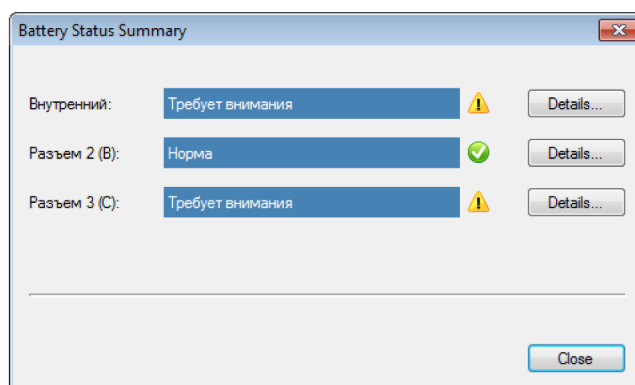 Battery Status Summary
Внутренний: Требует внимания Details...
Разъем 2 (B): Норма Details...
Разъем 3 (C): Требует внимания Details...
Close